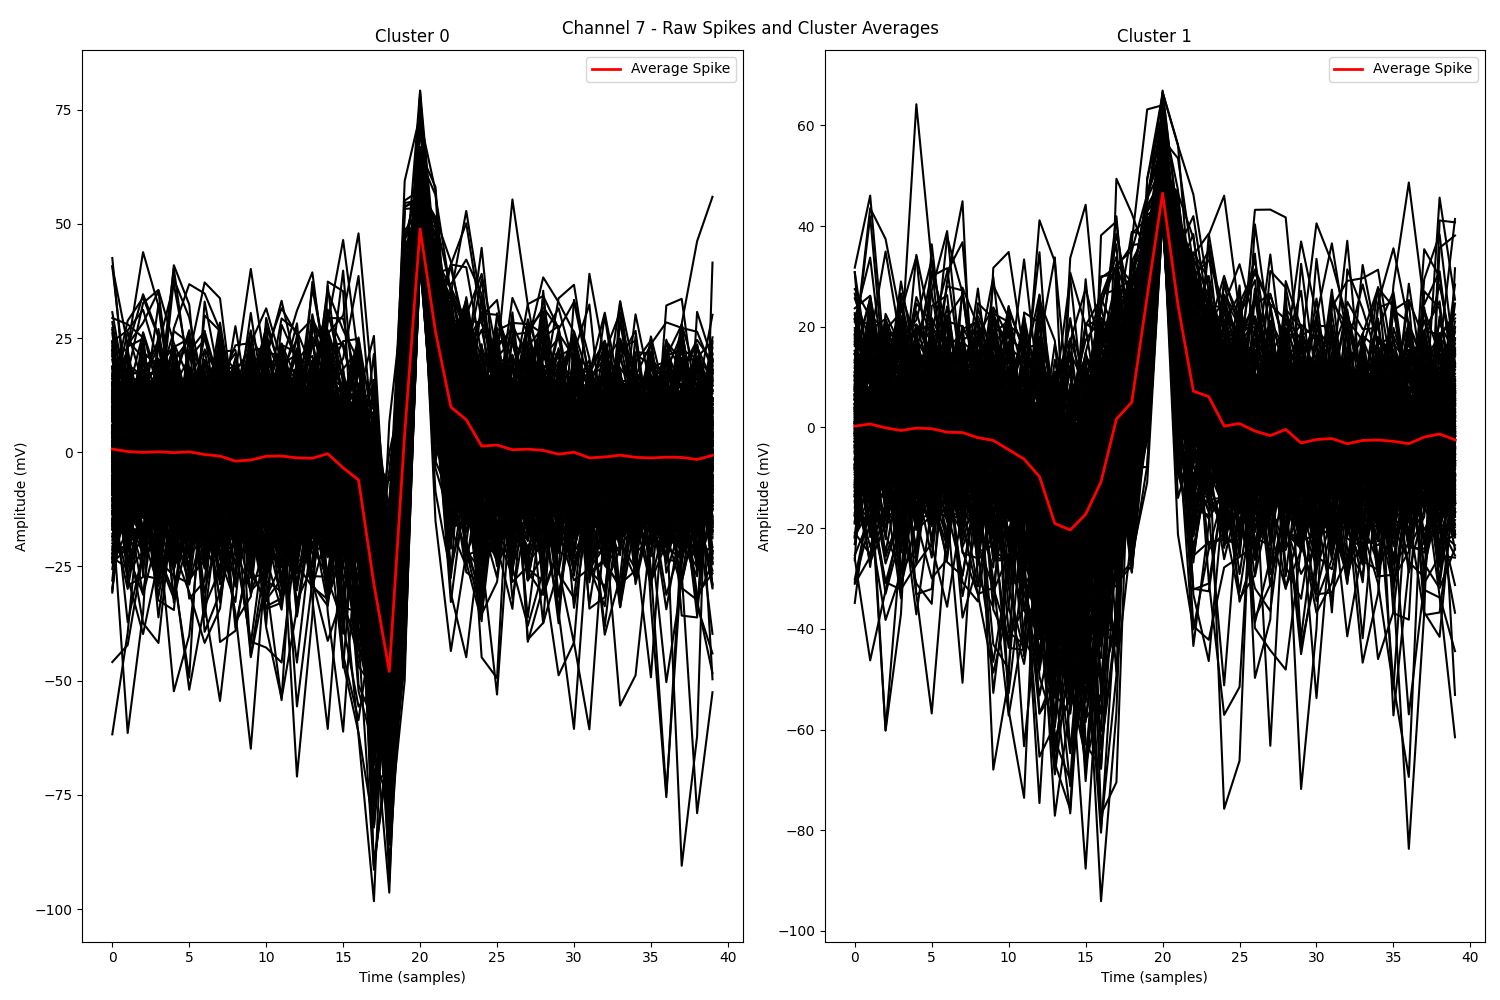 Channel 7 - Raw Spikes and Cluster Averages
Cluster 0
Average Spike
75
50
25
0
−25
−50
−75
−100
Amplitude (mV)
0 5 10 15 20 25 30 35 40
Time (samples)
Cluster 1
Average Spike
60
40
20
0
−20
−40
−60
−80
−100
Amplitude (mV)
0 5 10 15 20 25 30 35 40
Time (samples)